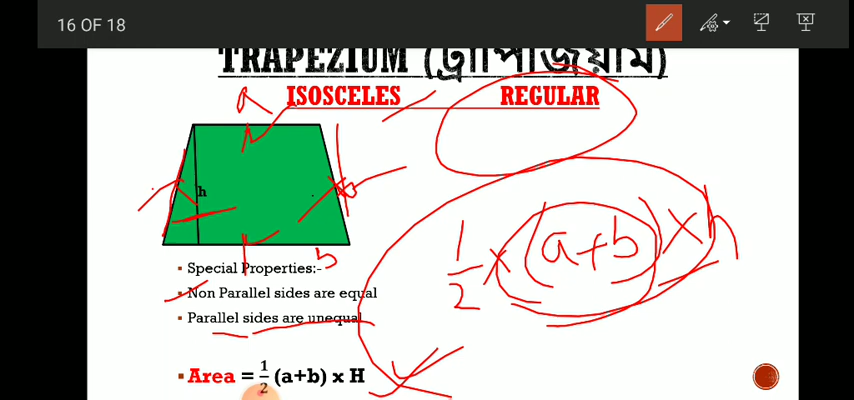 16 OF 18
TRAPEZIUM (ট্রাপিজিয়াম)
ISOSCELES REGULAR
a
h
b
b
1/2 × (a+b) × h
▪ Special Properties:-
▪ Non Parallel sides are equal
▪ Parallel sides are unequal
▪ Area = 1/2 (a+b) x H